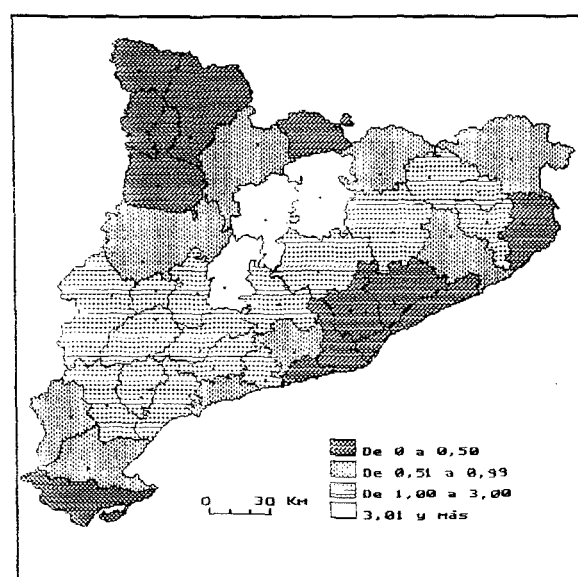 De 0 a 0,50
De 0,51 a 0,99
De 1,00 a 3,00
3,01 y más
0 30 Km